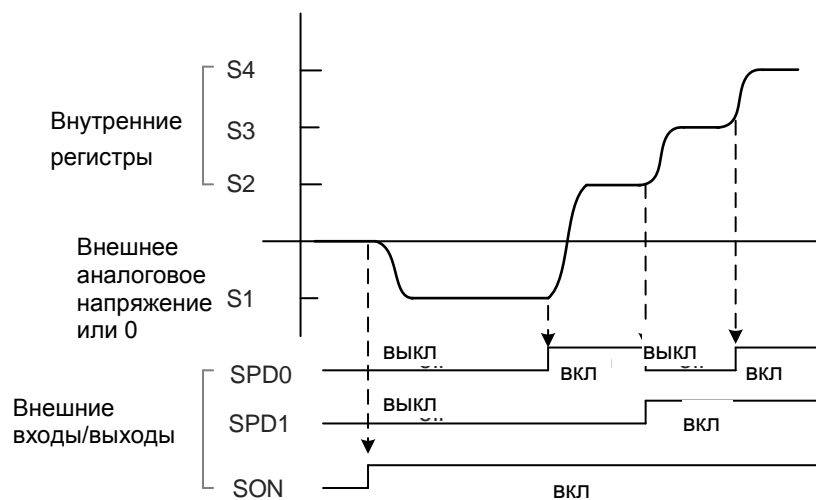 S4
Внутренние
регистры
S3
S2
Внешнее
аналоговое
напряжение
или 0
S1
Внешние
входы/выходы
SPD0
выкл
вкл
выкл
вкл
SPD1
выкл
вкл
SON
вкл